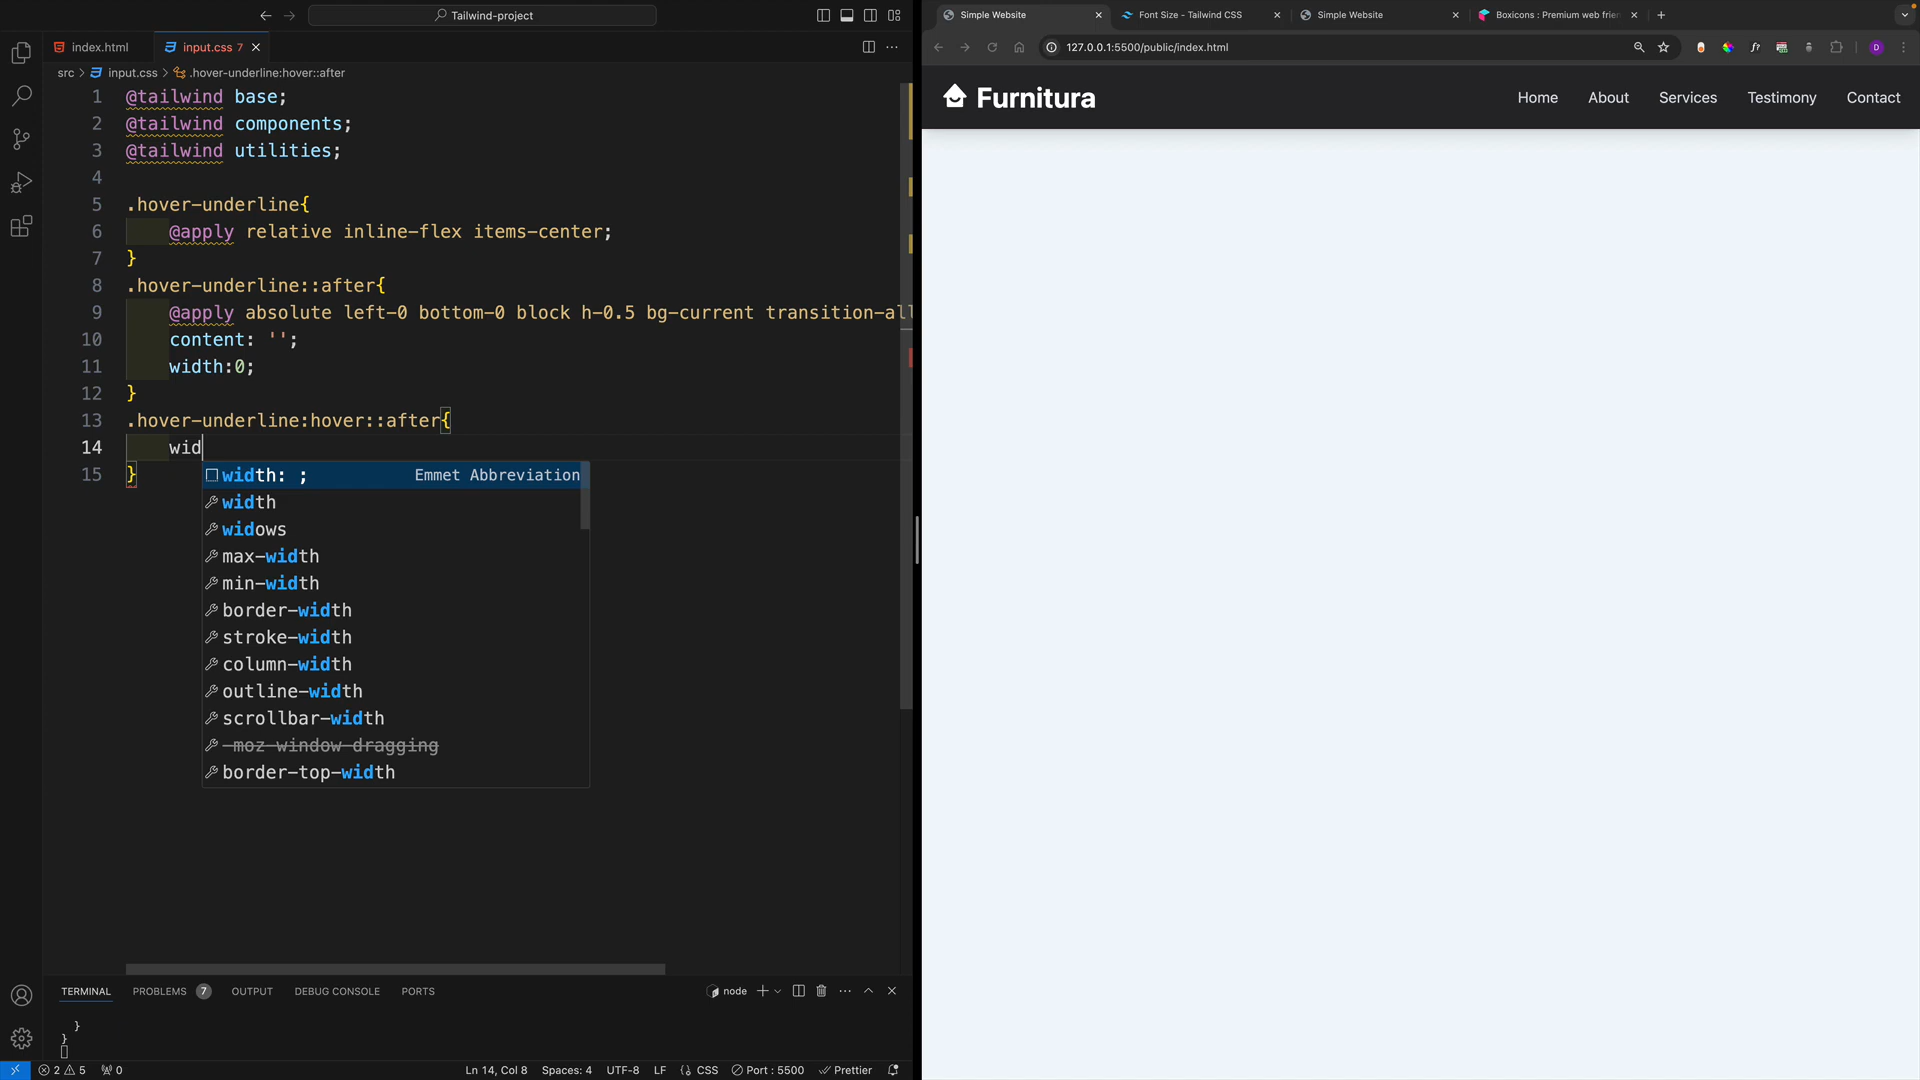 Tailwind-project
index.html
input.css 7
src
input.css
.hover-underline:hover::after
1 @tailwind base;
2 @tailwind components;
3 @tailwind utilities;
4
5 .hover-underline{
6 @apply relative inline-flex items-center;
7 }
8 .hover-underline::after{
9 @apply absolute left-0 bottom-0 block h-0.5 bg-current transition-all
10 content: '';
11 width:0;
12 }
13 .hover-underline:hover::after{
14 wid
15 }
width: ; Emmet Abbreviation
width
widows
max-width
min-width
border-width
stroke-width
column-width
outline-width
scrollbar-width
-moz-window-dragging
border-top-width
TERMINAL PROBLEMS 7 OUTPUT DEBUG CONSOLE PORTS
node
}
}
2 5 0
Ln 14, Col 8 Spaces: 4 UTF-8 LF {} CSS Port : 5500 Prettier
Simple Website
Font Size - Tailwind CSS
Simple Website
Boxicons : Premium web frien
127.0.0.1:5500/public/index.html
D
Furnitura
Home About Services Testimony Contact